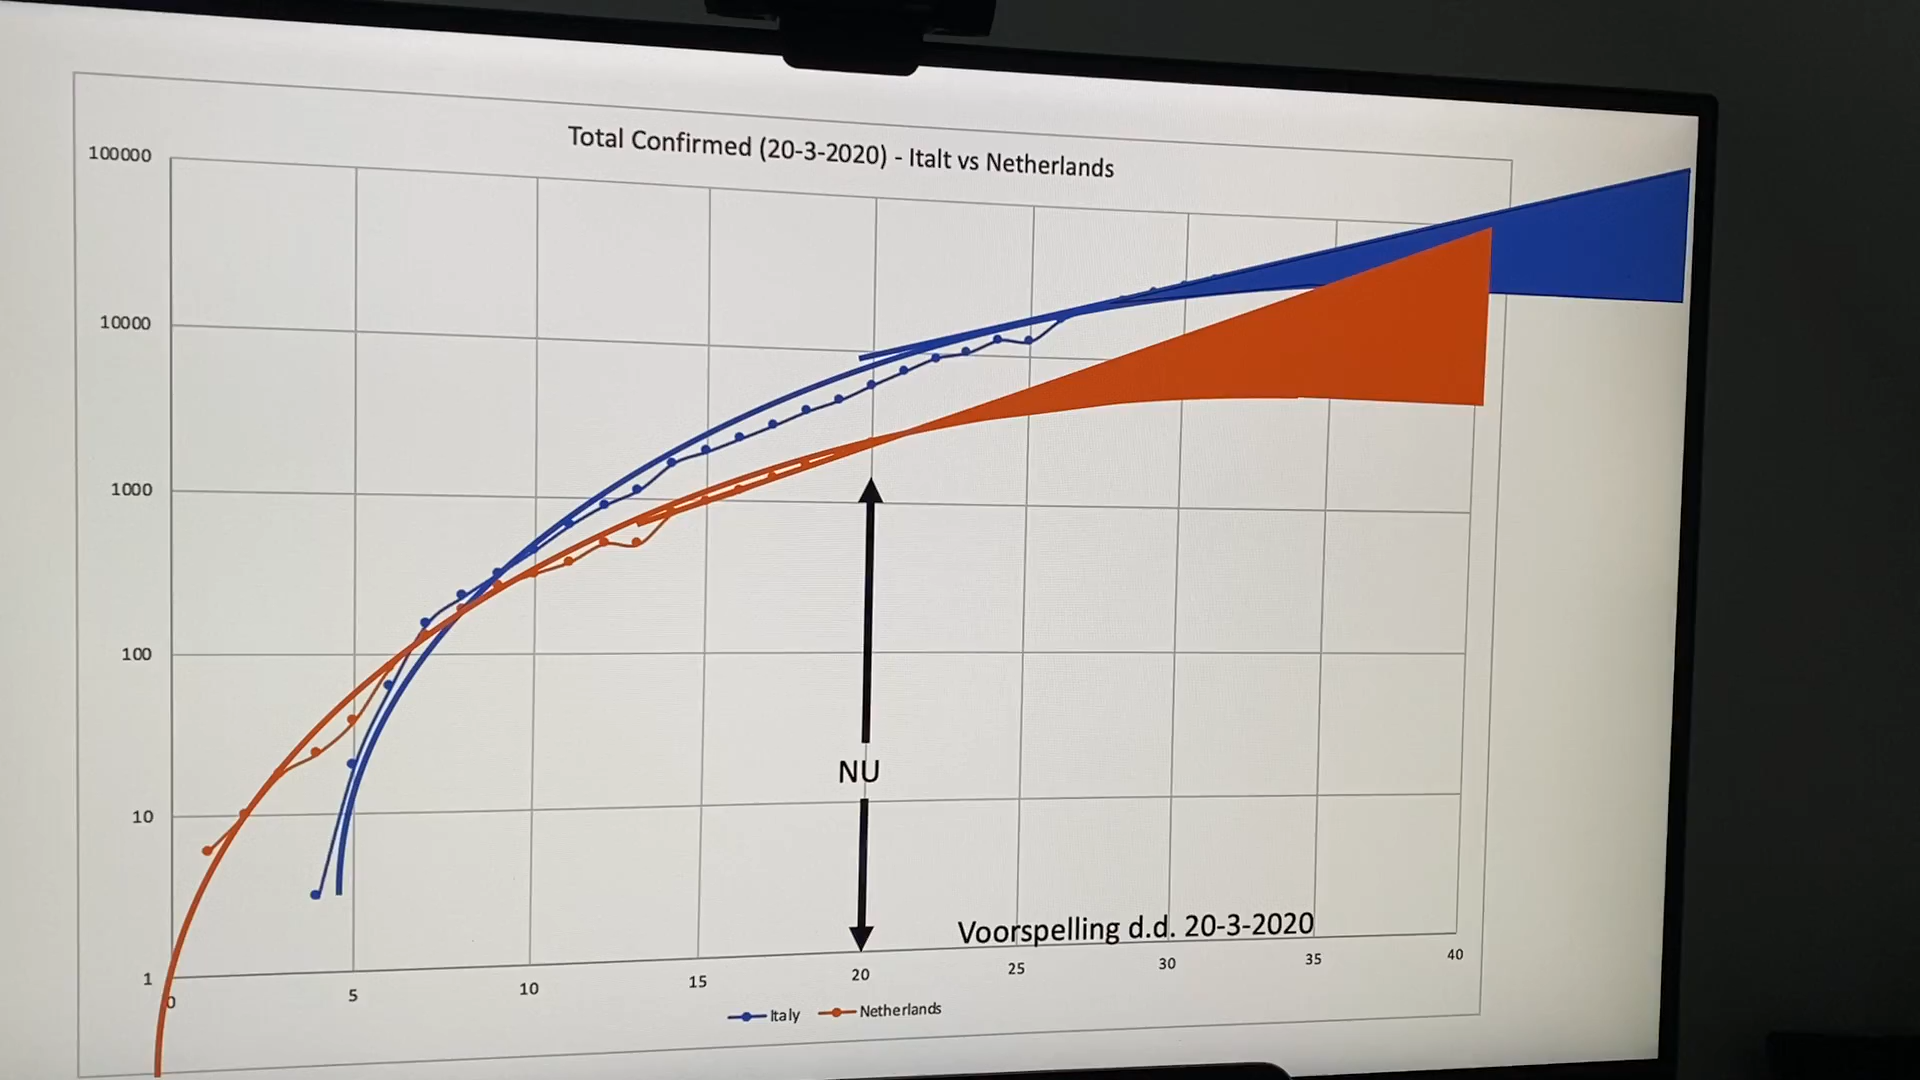 Total Confirmed (20-3-2020) - Italt vs Netherlands
100000
10000
1000
100
10
1
NU
Voorspelling d.d. 20-3-2020
0 5 10 15 20 25 30 35 40
Italy Netherlands